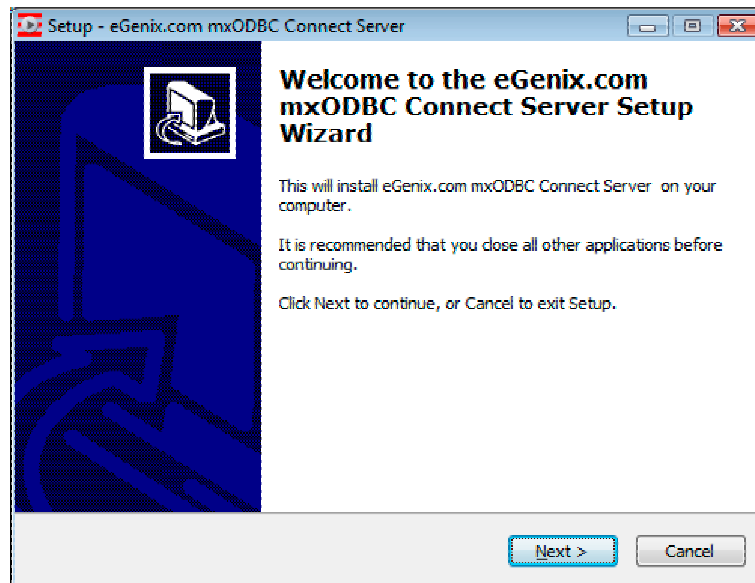 Setup - eGenix.com mxODBC Connect Server
Welcome to the eGenix.com
mxODBC Connect Server Setup
Wizard
This will install eGenix.com mxODBC Connect Server on your
computer.
It is recommended that you close all other applications before
continuing.
Click Next to continue, or Cancel to exit Setup.
Next >
Cancel